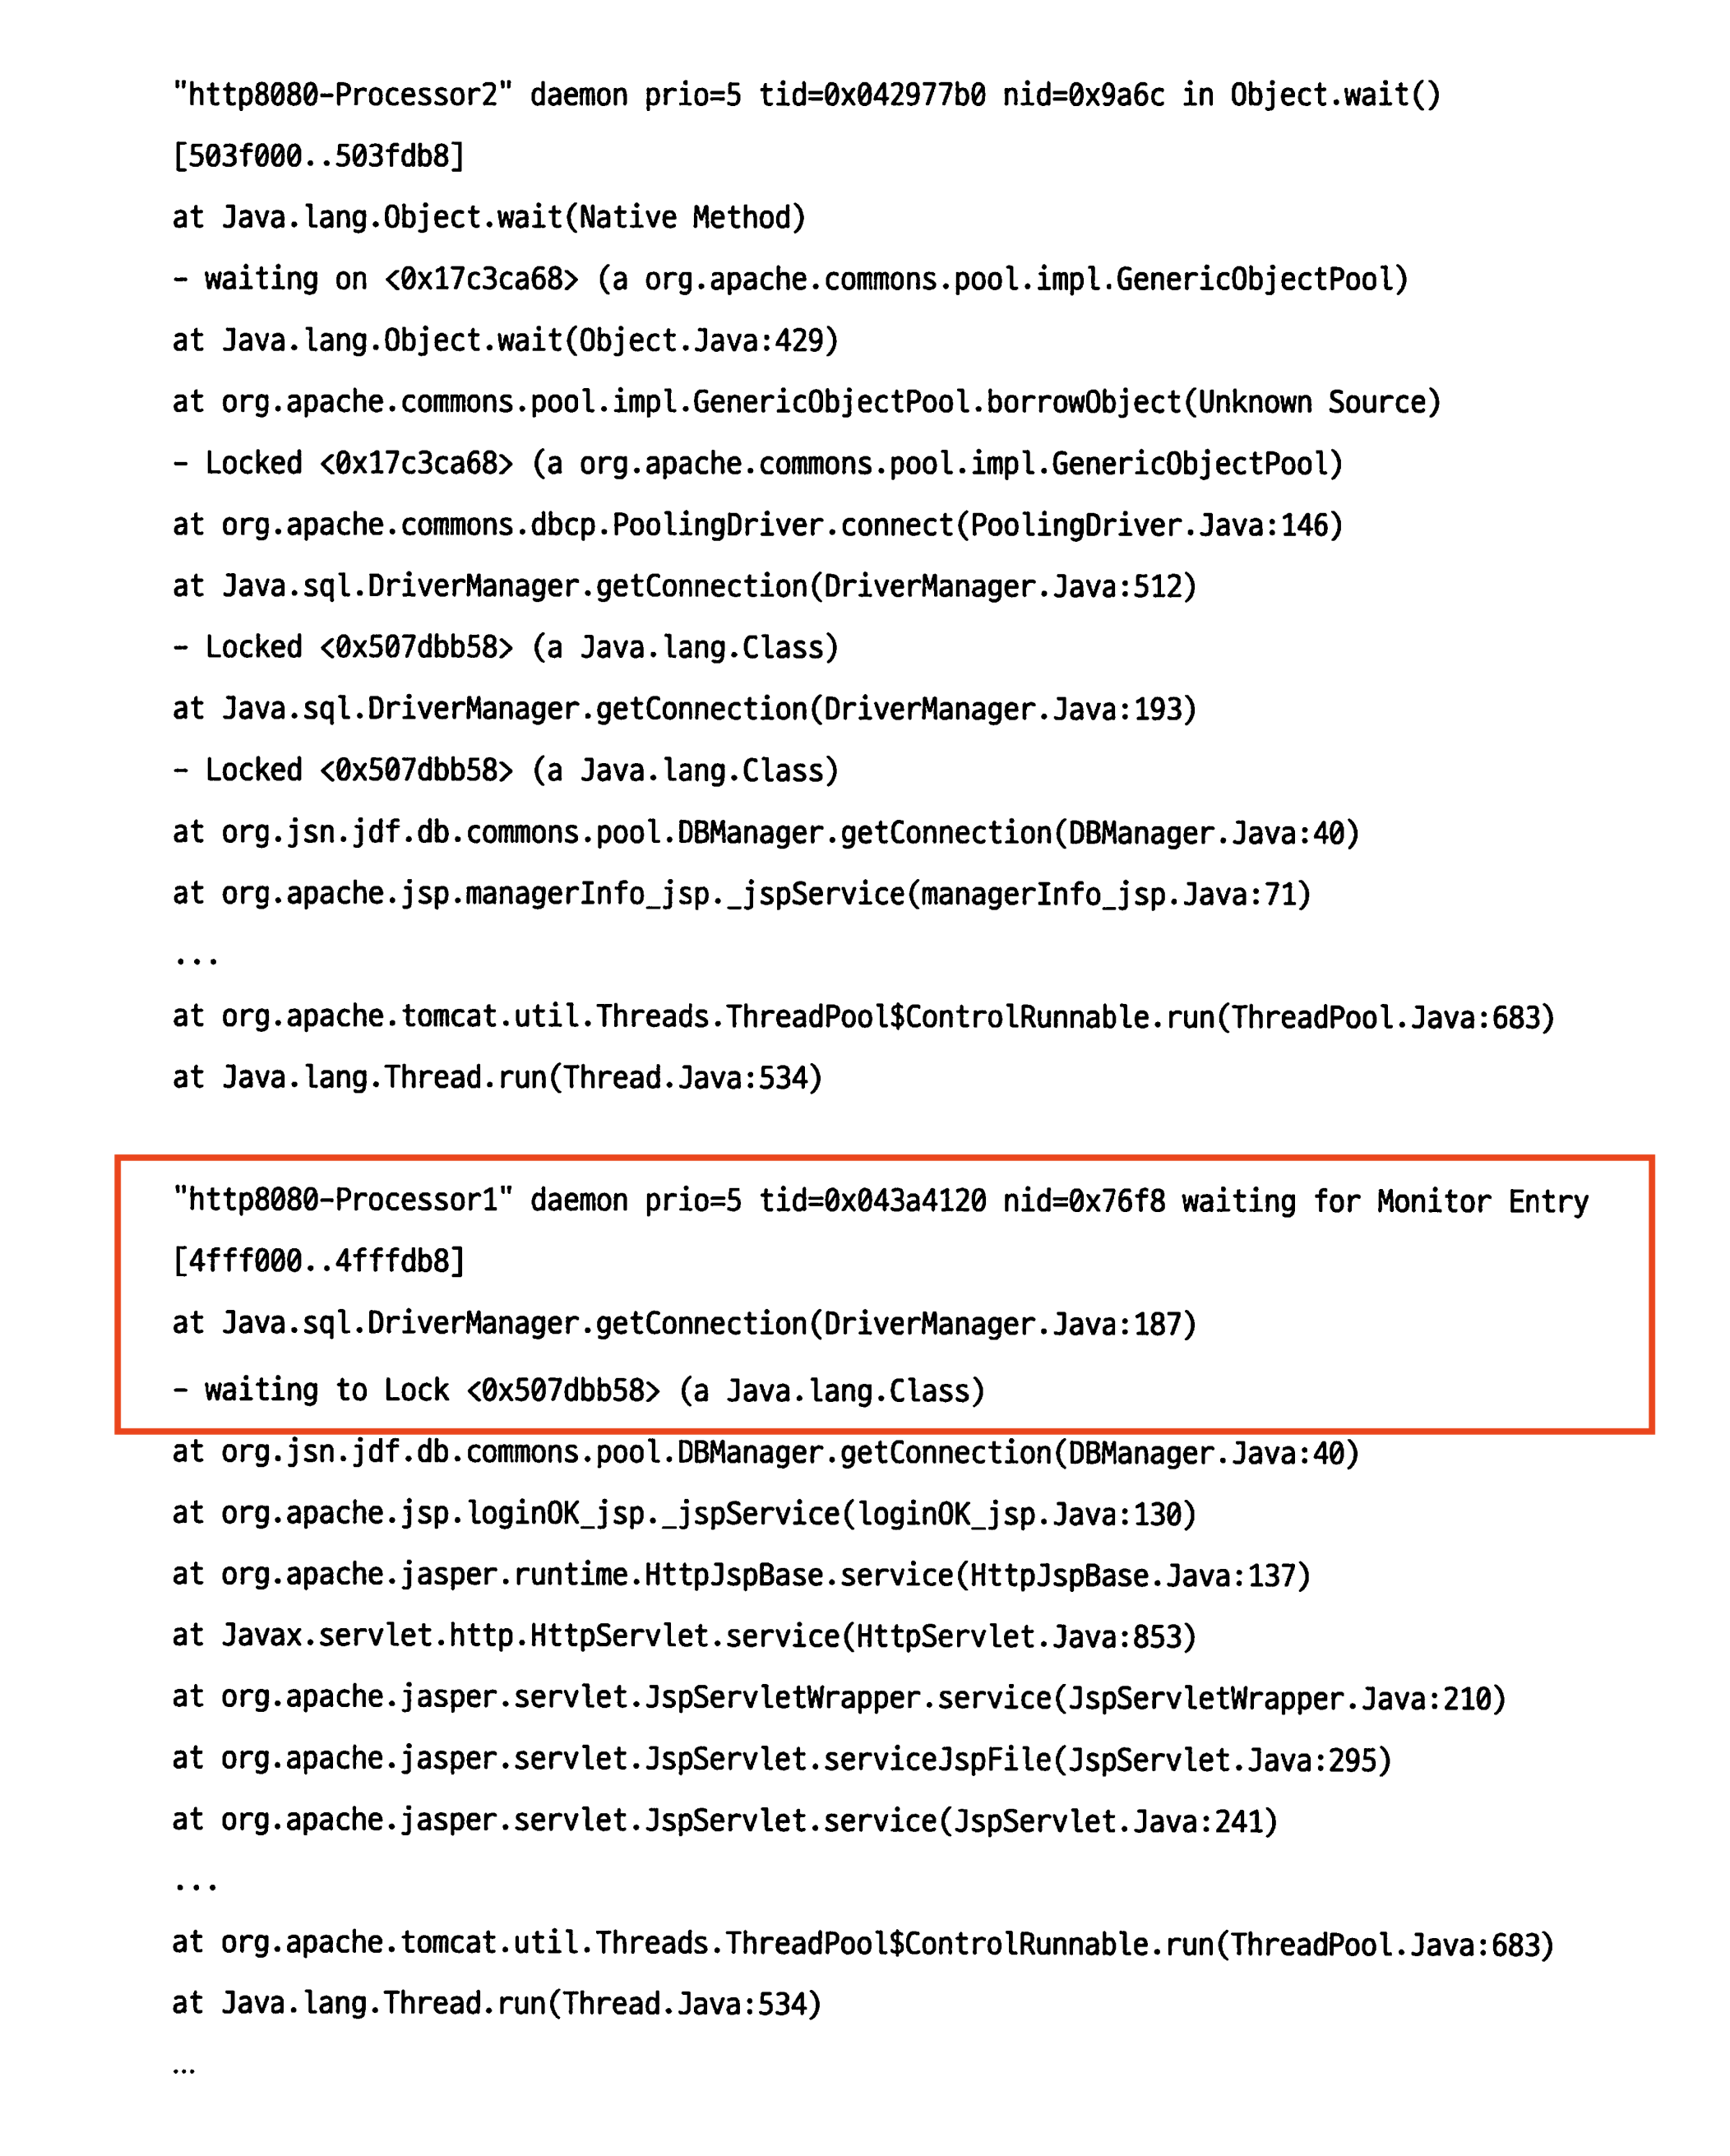 "http8080-Processor2" daemon prio=5 tid=0x042977b0 nid=0x9a6c in Object.wait()
[503f000..503fdb8]
at Java.lang.Object.wait(Native Method)
- waiting on <0x17c3ca68> (a org.apache.commons.pool.impl.GenericObjectPool)
at Java.lang.Object.wait(Object.Java:429)
at org.apache.commons.pool.impl.GenericObjectPool.borrowObject(Unknown Source)
- Locked <0x17c3ca68> (a org.apache.commons.pool.impl.GenericObjectPool)
at org.apache.commons.dbcp.PoolingDriver.connect(PoolingDriver.Java:146)
at Java.sql.DriverManager.getConnection(DriverManager.Java:512)
- Locked <0x507dbb58> (a Java.lang.Class)
at Java.sql.DriverManager.getConnection(DriverManager.Java:193)
- Locked <0x507dbb58> (a Java.lang.Class)
at org.jsn.jdf.db.commons.pool.DBManager.getConnection(DBManager.Java:40)
at org.apache.jsp.managerInfo_jsp._jspService(managerInfo_jsp.Java:71)
...
at org.apache.tomcat.util.Threads.ThreadPool$ControlRunnable.run(ThreadPool.Java:683)
at Java.lang.Thread.run(Thread.Java:534)
"http8080-Processor1" daemon prio=5 tid=0x043a4120 nid=0x76f8 waiting for Monitor Entry
[4fff000..4fffdb8]
at Java.sql.DriverManager.getConnection(DriverManager.Java:187)
- waiting to Lock <0x507dbb58> (a Java.lang.Class)
at org.jsn.jdf.db.commons.pool.DBManager.getConnection(DBManager.Java:40)
at org.apache.jsp.loginOK_jsp._jspService(loginOK_jsp.Java:130)
at org.apache.jasper.runtime.HttpJspBase.service(HttpJspBase.Java:137)
at Javax.servlet.http.HttpServlet.service(HttpServlet.Java:853)
at org.apache.jasper.servlet.JspServletWrapper.service(JspServletWrapper.Java:210)
at org.apache.jasper.servlet.JspServlet.serviceJspFile(JspServlet.Java:295)
at org.apache.jasper.servlet.JspServlet.service(JspServlet.Java:241)
...
at org.apache.tomcat.util.Threads.ThreadPool$ControlRunnable.run(ThreadPool.Java:683)
at Java.lang.Thread.run(Thread.Java:534)
...